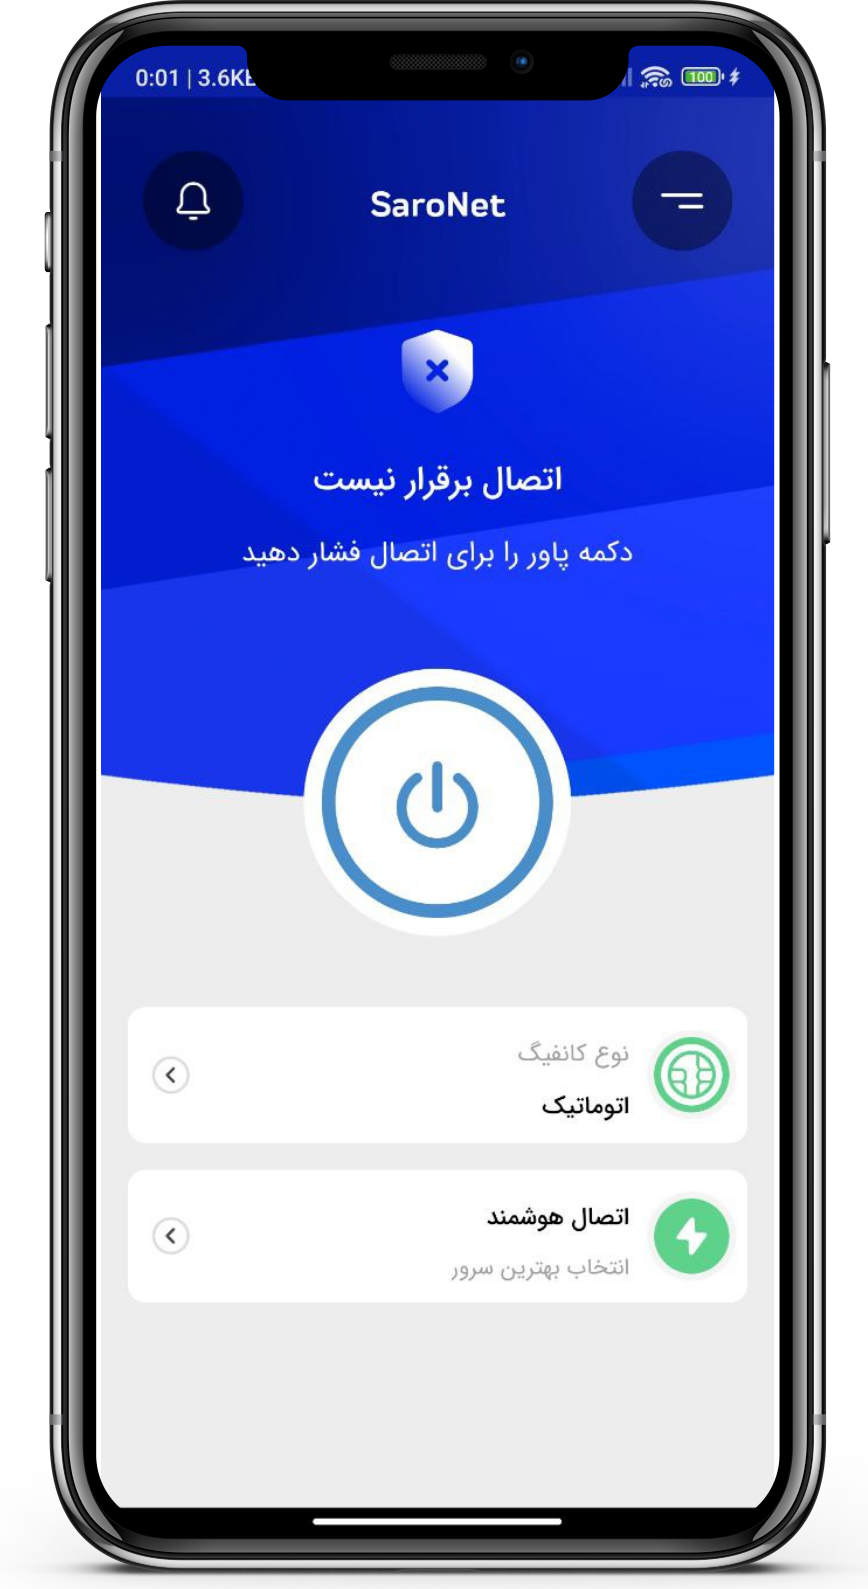 0:01 | 3.6KB
100
SaroNet
اتصال برقرار نیست
دکمه پاور را برای اتصال فشار دهید
نوع کانفیگ
اتوماتیک
اتصال هوشمند
انتخاب بهترین سرور